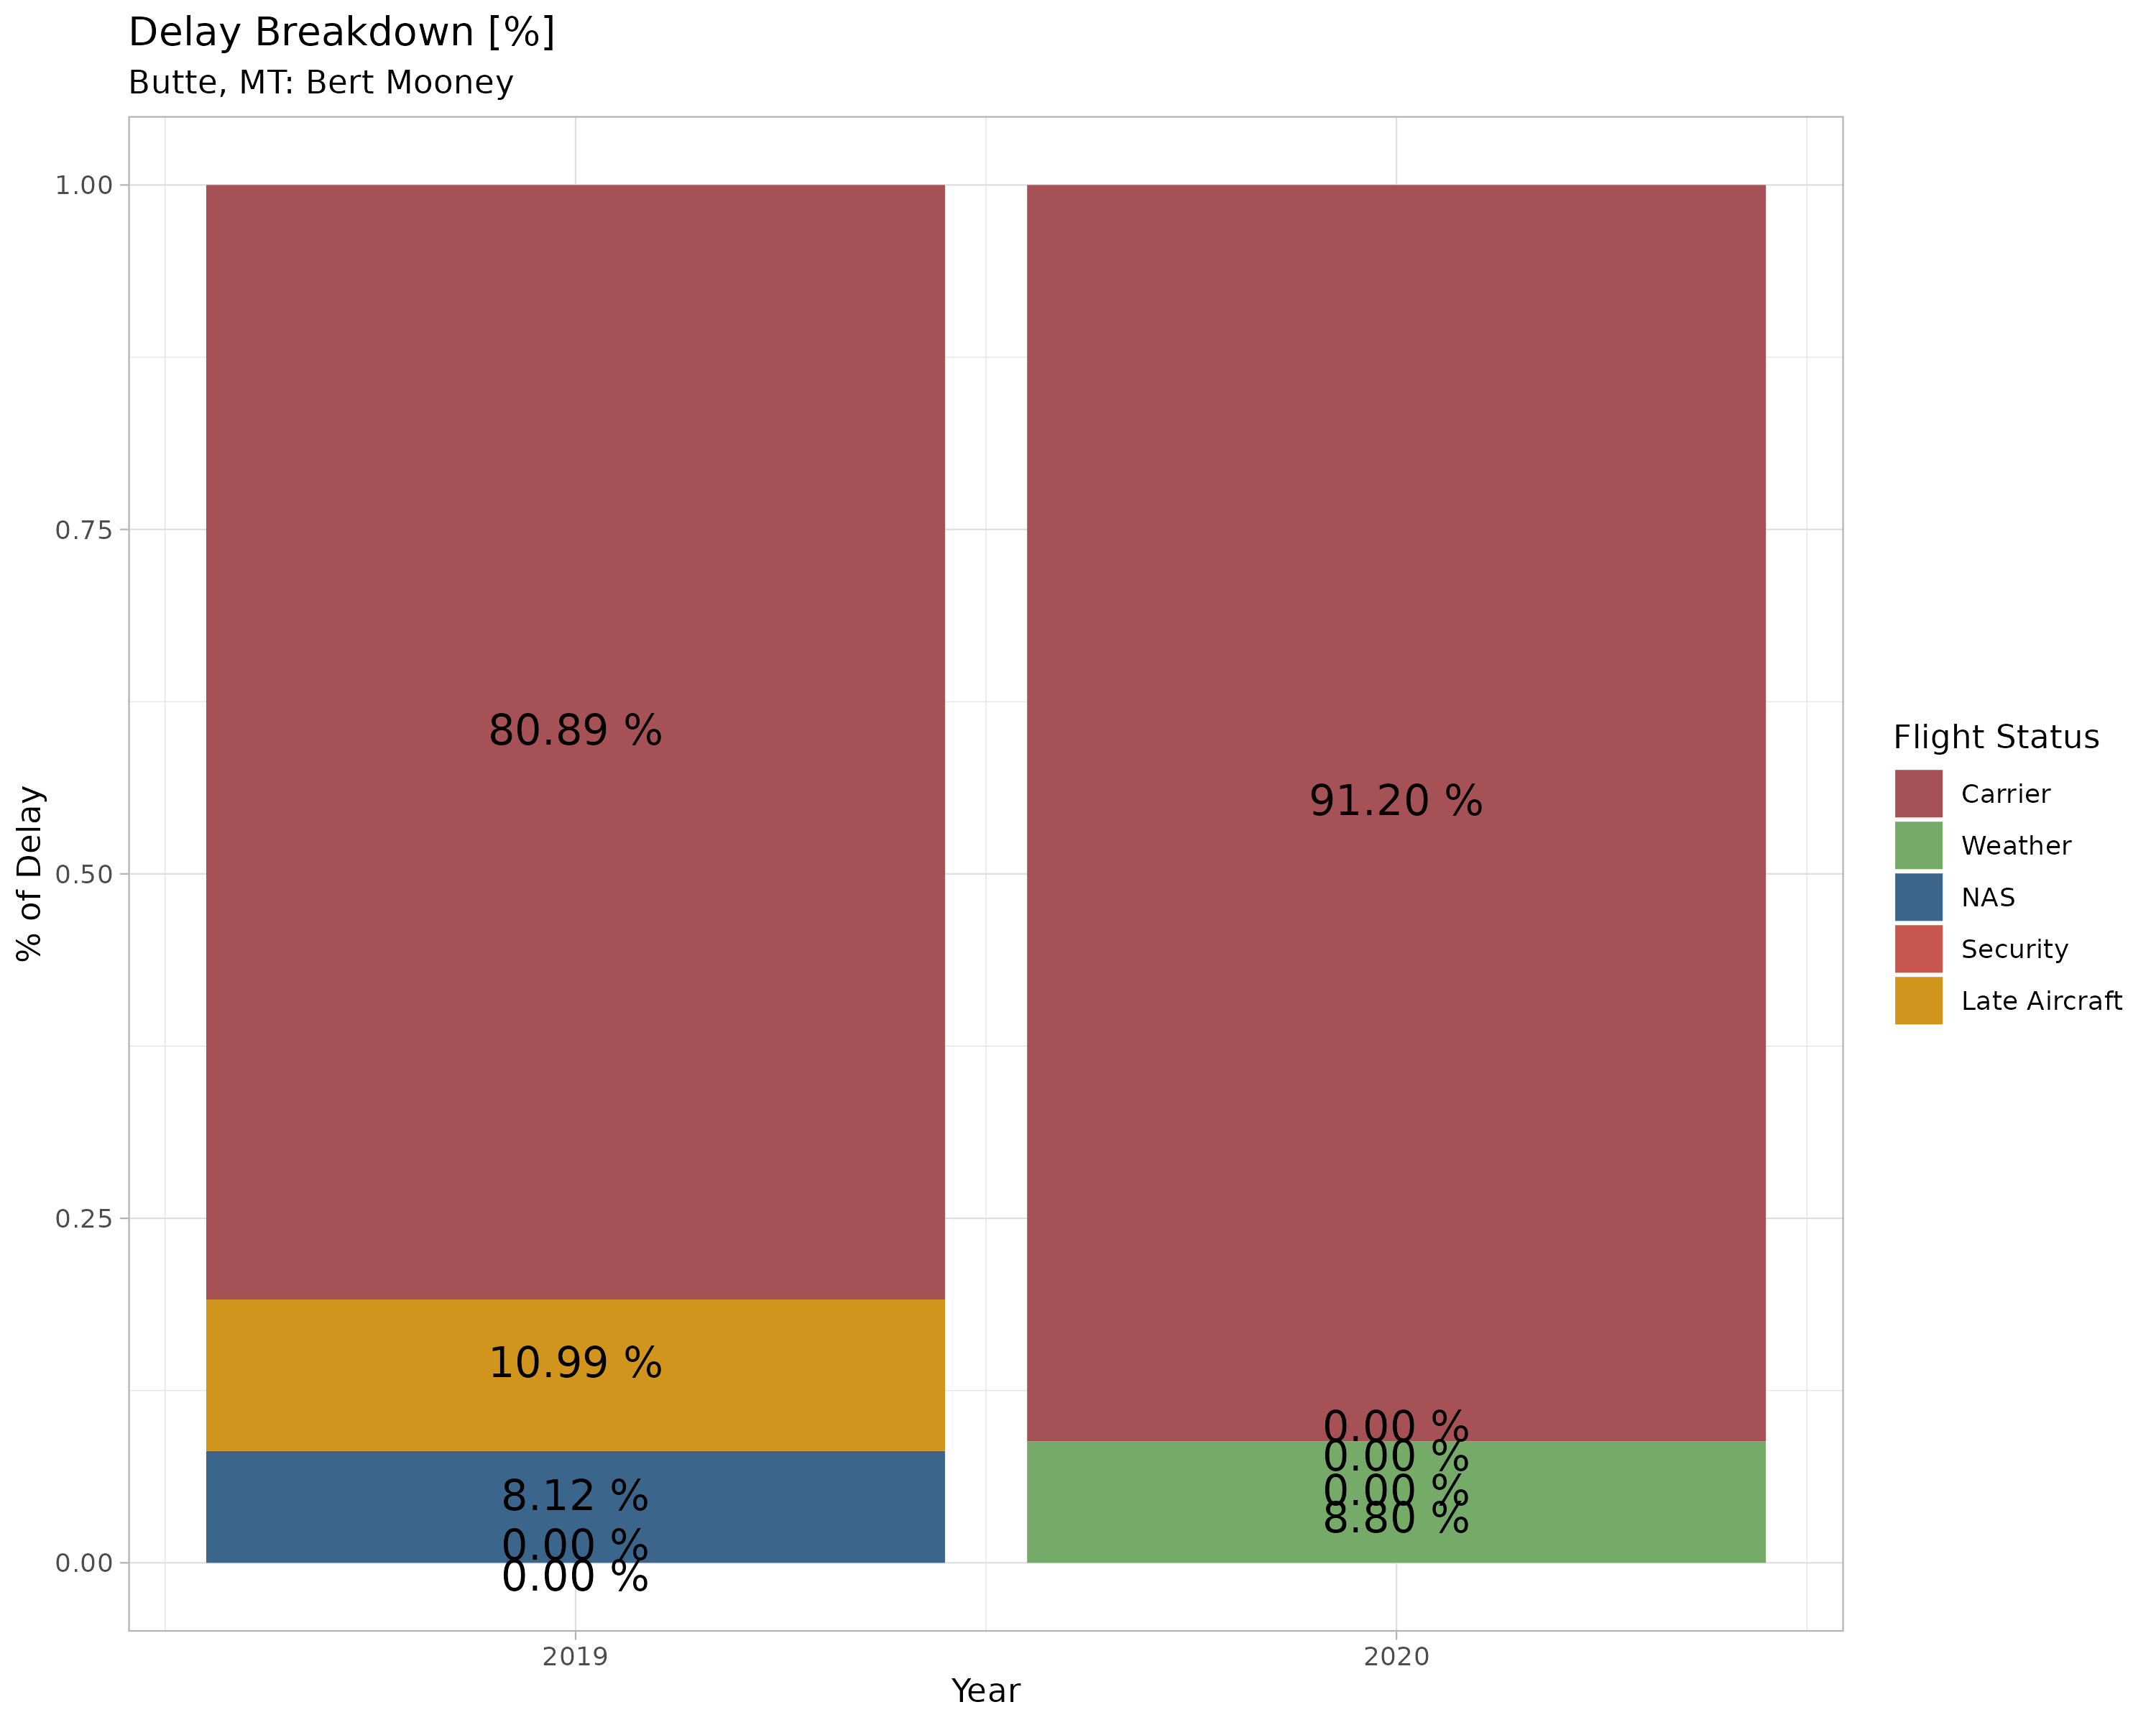 Delay Breakdown [%]
Butte, MT: Bert Mooney
% of Delay
1.00
0.75
0.50
0.25
0.00
80.89 %
10.99 %
8.12 %
0.00 %
0.00 %
91.20 %
0.00 %
0.00 %
0.00 %
8.80 %
2019
2020
Year
Flight Status
Carrier
Weather
NAS
Security
Late Aircraft